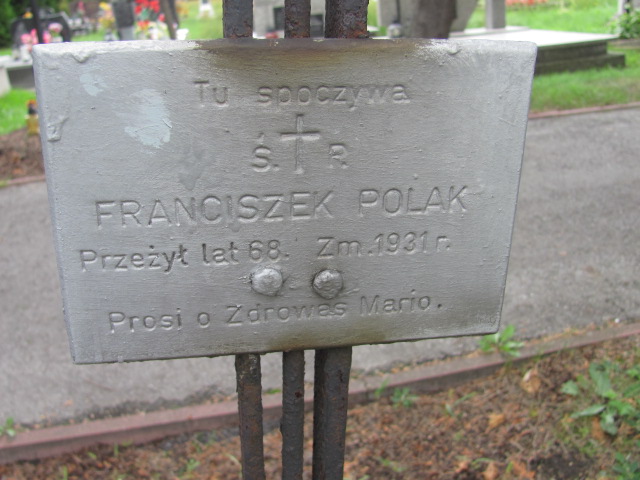 Tu spoczywa
Ś. P.
FRANCISZEK POLAK
Przeżył lat 68. Zm. 1931 r.
Prosi o Zdrowaś Mario.